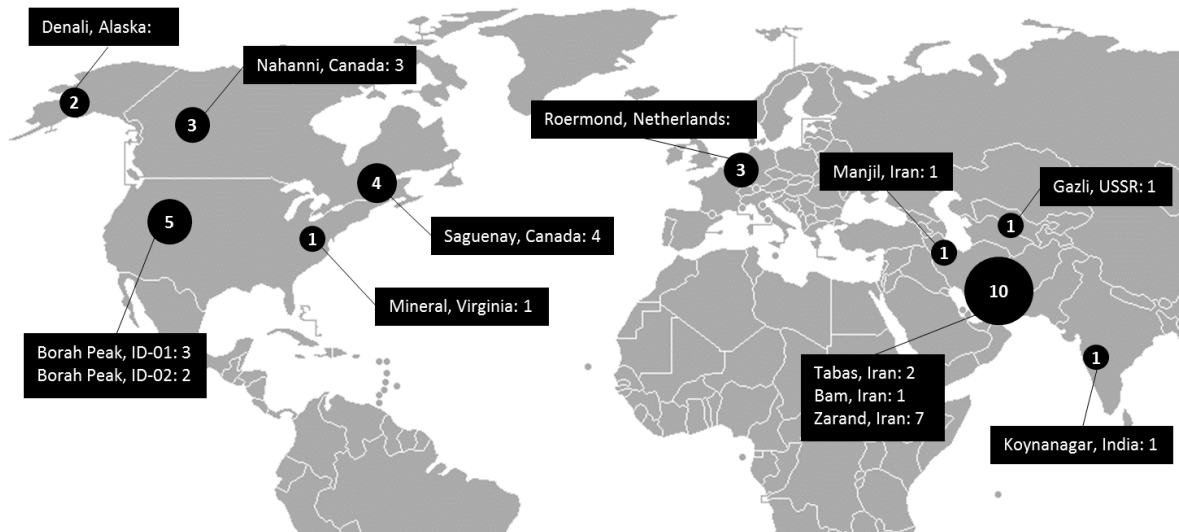 Denali, Alaska:
Nahanni, Canada: 3
2
3
Roermond, Netherlands:
3
Manjil, Iran: 1
Gazli, USSR: 1
4
5
1
Saguenay, Canada: 4
1
1
10
Mineral, Virginia: 1
Borah Peak, ID-01: 3
Borah Peak, ID-02: 2
Tabas, Iran: 2
Bam, Iran: 1
Zarand, Iran: 7
1
Koynanagar, India: 1